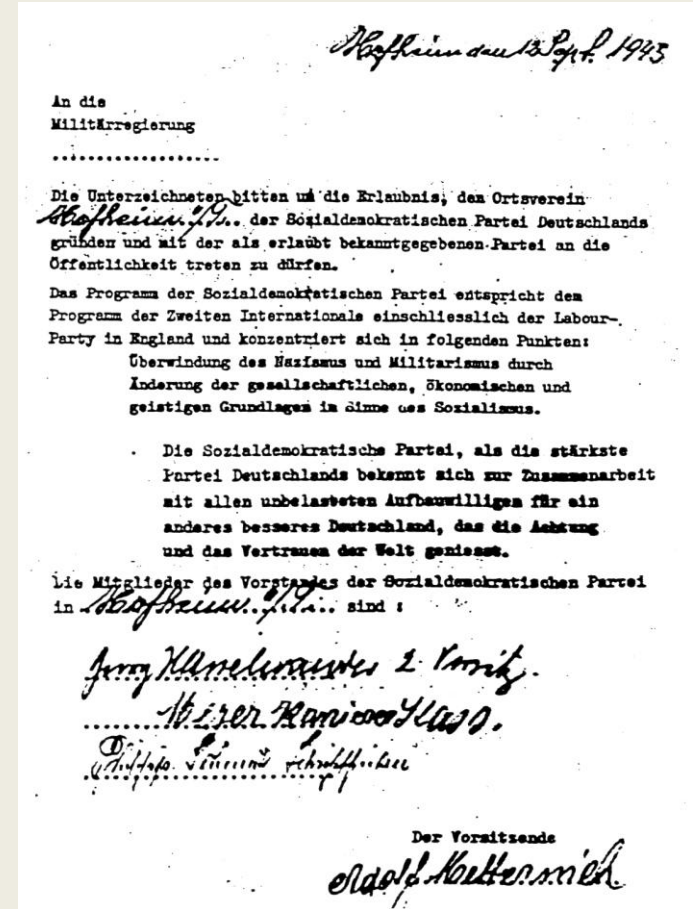 Hofheim den 13 Sept. 1945
An die
Militärregierung
...................
Die Unterzeichneten bitten um die Erlaubnis, den Ortsverein
Hofheim a/Ts.. der Sozialdemokratischen Partei Deutschlands
gründen und mit der als erlaubt bekanntgegebenen Partei an die
Öffentlichkeit treten zu dürfen.
Das Programm der Sozialdemokratischen Partei entspricht dem
Programm der Zweiten Internationale einschliesslich der Labour-
Party in England und konzentriert sich in folgenden Punkten:
Überwindung des Nazismus und Militarismus durch
Änderung der gesellschaftlichen, ökonomischen und
geistigen Grundlagen im Sinne des Sozialismus.
Die Sozialdemokratische Partei, als die stärkste
Partei Deutschlands bekennt sich zur Zusammenarbeit
mit allen unbelasteten Aufbauwilligen für ein
anderes besseres Deutschland, das die Achtung
und das Vertrauen der Welt geniesst.
Die Mitglieder des Vorstandes der Sozialdemokratischen Partei
in Hofheim a/Ts... sind :
2. Vorsitz.
Schriftführer
Der Vorsitzende
Adolf Metternich